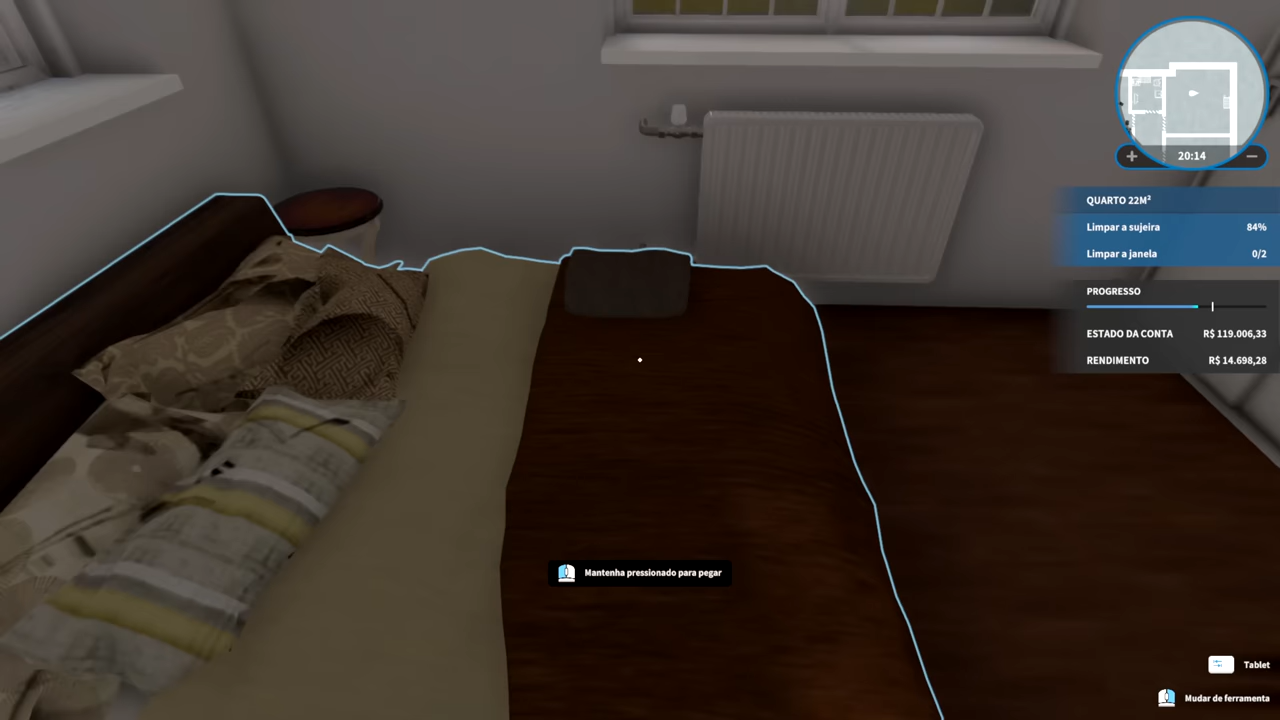 20:14
QUARTO 22M²
Limpar a sujeira 84%
Limpar a janela 0/2
PROGRESSO
ESTADO DA CONTA R$ 119.006,33
RENDIMENTO R$ 14.698,28
Mantenha pressionado para pegar
Tablet
Mudar de ferramenta